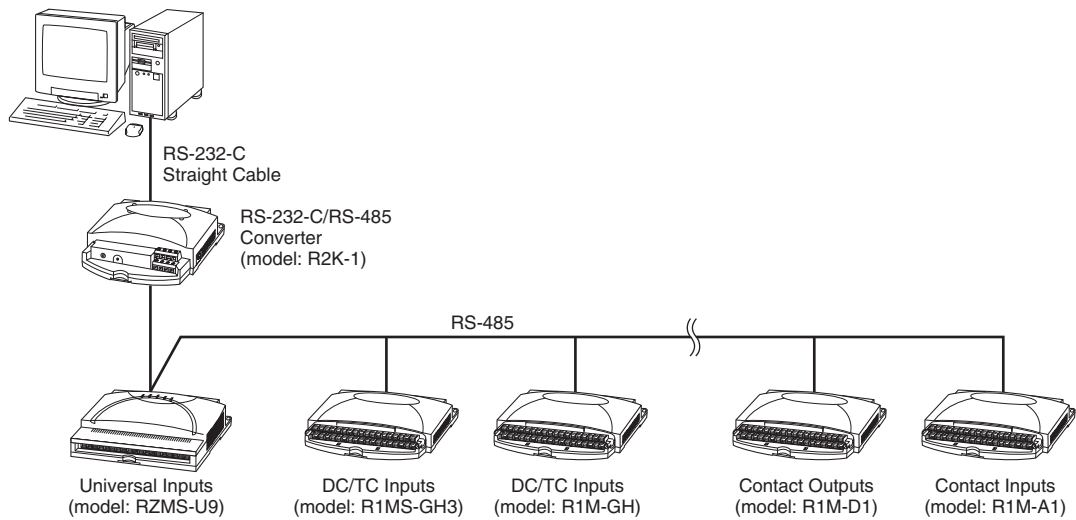 RS-232-C
Straight Cable
RS-232-C/RS-485
Converter
(model: R2K-1)
RS-485
Universal Inputs
(model: RZMS-U9)
DC/TC Inputs
(model: R1MS-GH3)
DC/TC Inputs
(model: R1M-GH)
Contact Outputs
(model: R1M-D1)
Contact Inputs
(model: R1M-A1)